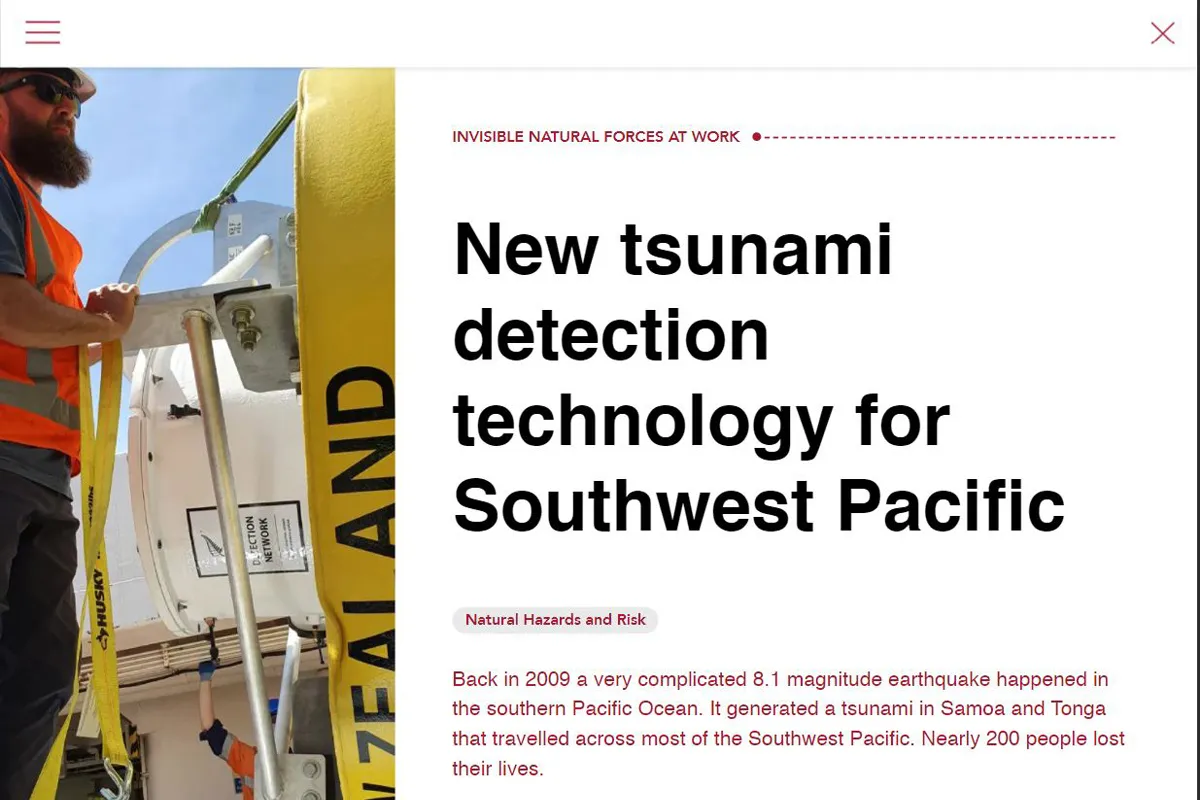 INVISIBLE NATURAL FORCES AT WORK
New tsunami
detection
technology for
Southwest Pacific
Natural Hazards and Risk
Back in 2009 a very complicated 8.1 magnitude earthquake happened in
the southern Pacific Ocean. It generated a tsunami in Samoa and Tonga
that travelled across most of the Southwest Pacific. Nearly 200 people lost
their lives.
ZEALAND
DETECTION
NETWORK
HUSKY